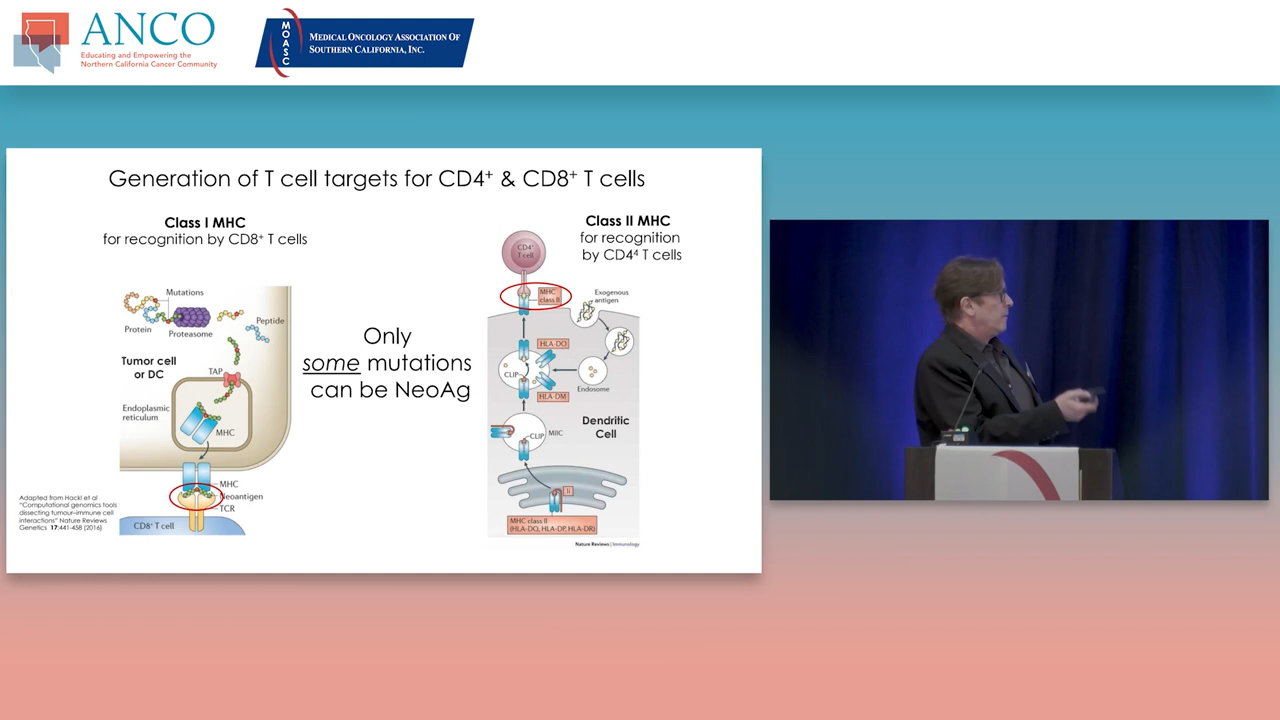 ANCO
Educating and Empowering the
Northern California Cancer Community
MOASC
MEDICAL ONCOLOGY ASSOCIATION OF
SOUTHERN CALIFORNIA, INC.
Generation of T cell targets for CD4⁺ & CD8⁺ T cells
Class I MHC
for recognition by CD8⁺ T cells
Mutations
Protein
Proteasome
Peptide
Tumor cell
or DC
TAP
Endoplasmic
reticulum
MHC
MHC
Neoantigen
TCR
CD8⁺ T cell
Adapted from Hackl et al
"Computational genomics tools
dissecting tumour-immune cell
interactions" Nature Reviews
Genetics 17:441-458 (2016)
Only
some mutations
can be NeoAg
Class II MHC
for recognition
by CD4⁴ T cells
CD4⁺
T cell
MHC
class II
Exogenous
antigen
HLA-DO
CLIP
Endosome
HLA-DM
Dendritic
Cell
CLIP
MIIC
Ii
MHC class II
(HLA-DQ, HLA-DP, HLA-DR)
Nature Reviews | Immunology